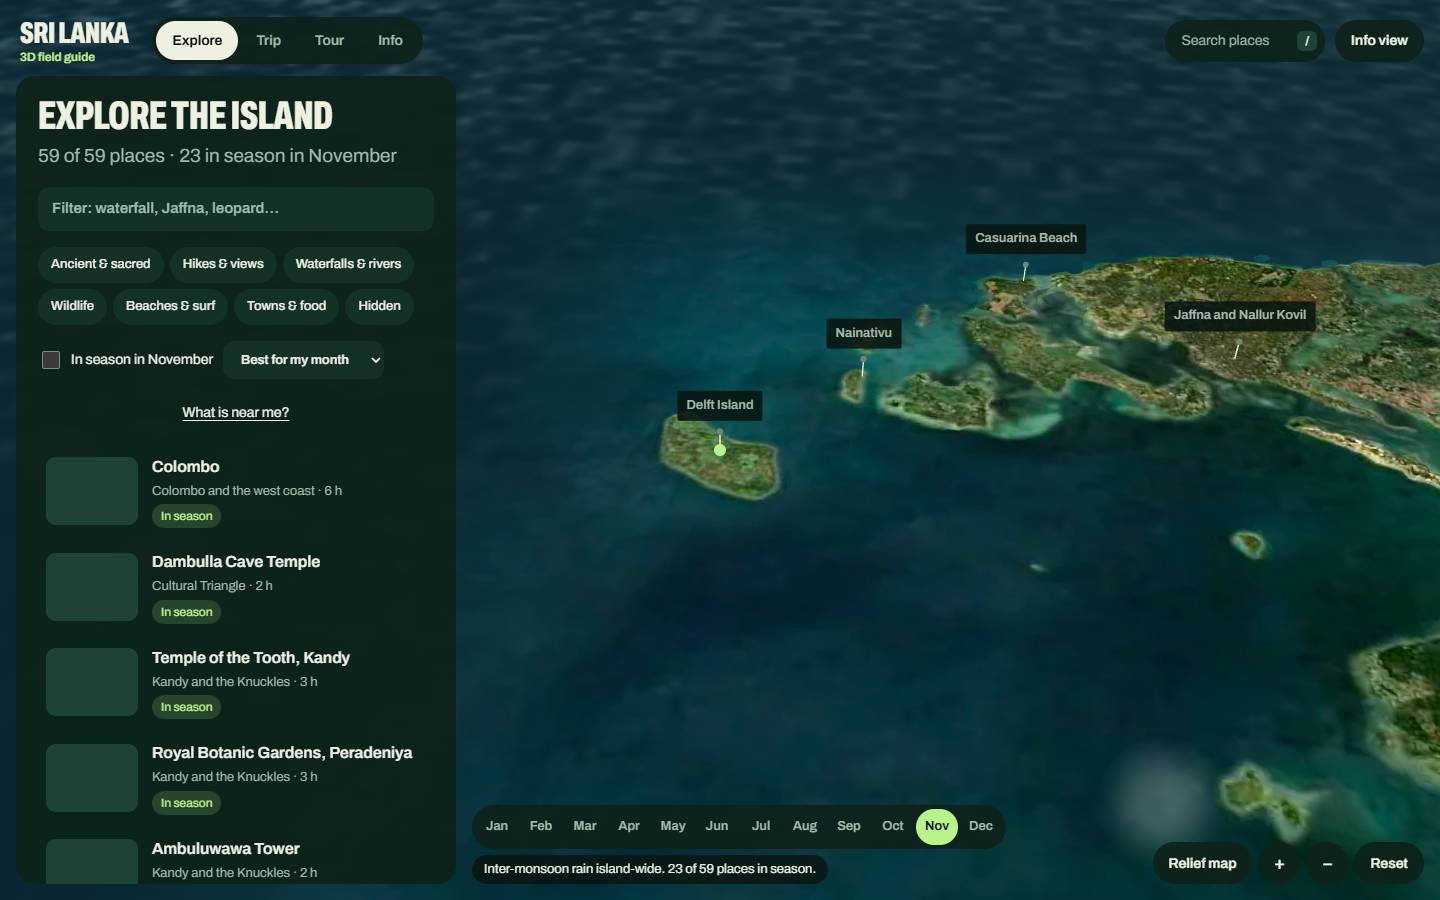 SRI LANKA
3D field guide
Explore
Trip
Tour
Info
Search places
/
Info view
EXPLORE THE ISLAND
59 of 59 places · 23 in season in November
Filter: waterfall, Jaffna, leopard...
Ancient & sacred
Hikes & views
Waterfalls & rivers
Wildlife
Beaches & surf
Towns & food
Hidden
In season in November
Best for my month
What is near me?
Colombo
Colombo and the west coast · 6 h
In season
Dambulla Cave Temple
Cultural Triangle · 2 h
In season
Temple of the Tooth, Kandy
Kandy and the Knuckles · 3 h
In season
Royal Botanic Gardens, Peradeniya
Kandy and the Knuckles · 3 h
In season
Ambuluwawa Tower
Kandy and the Knuckles · 2 h
Casuarina Beach
Jaffna and Nallur Kovil
Nainativu
Delft Island
Jan
Feb
Mar
Apr
May
Jun
Jul
Aug
Sep
Oct
Nov
Dec
Inter-monsoon rain island-wide. 23 of 59 places in season.
Relief map
+
−
Reset